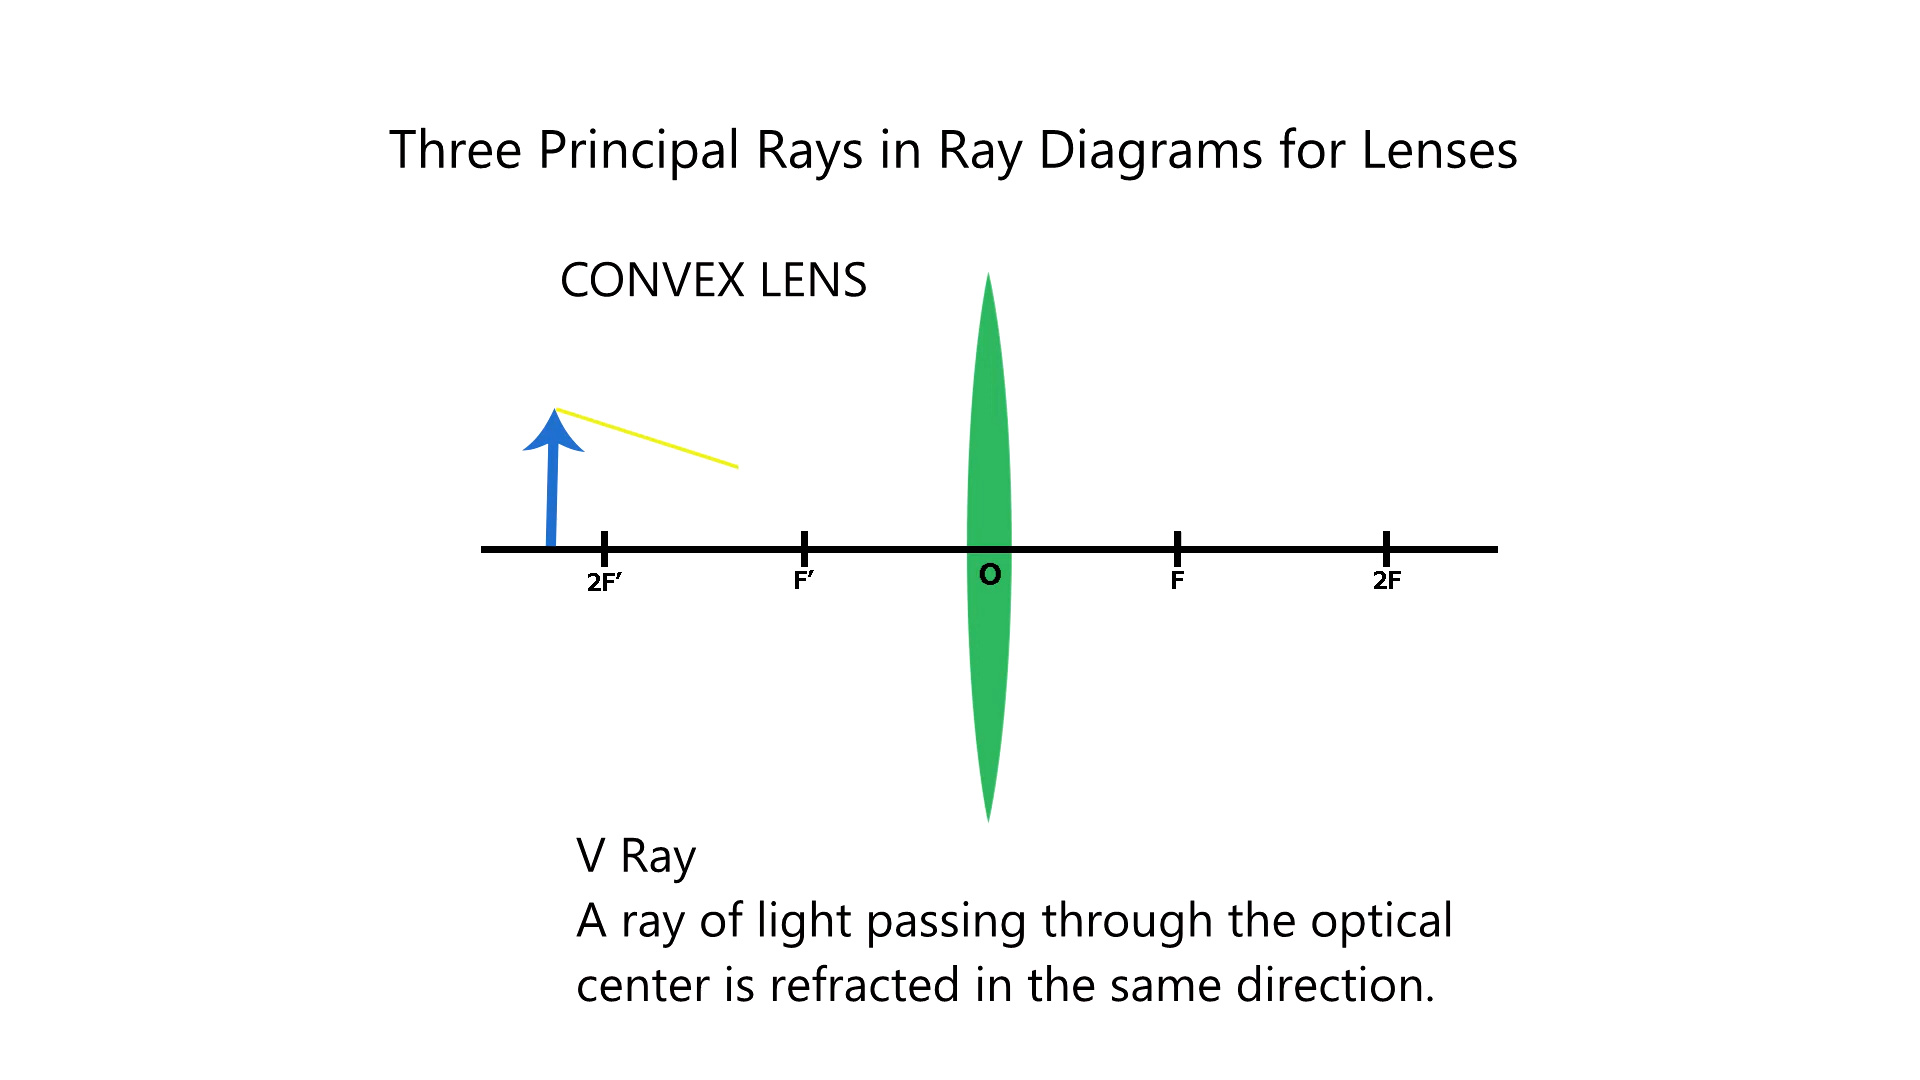 Three Principal Rays in Ray Diagrams for Lenses
CONVEX LENS
2F′ F′ O F 2F
V Ray
A ray of light passing through the optical
center is refracted in the same direction.